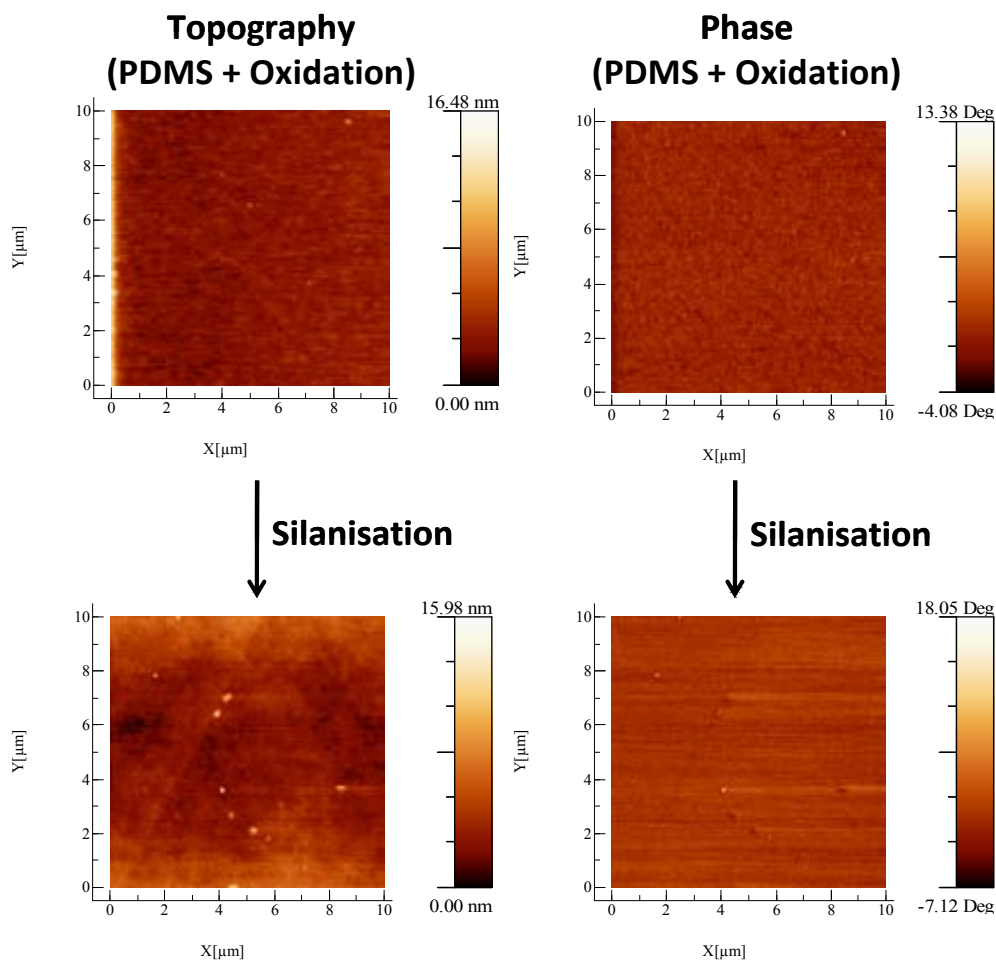 Topography
(PDMS + Oxidation)
Phase
(PDMS + Oxidation)
16.48 nm
0.00 nm
10
8
6
4
2
0
Y[µm]
0 2 4 6 8 10
X[µm]
13.38 Deg
-4.08 Deg
10
8
6
4
2
0
Y[µm]
0 2 4 6 8 10
X[µm]
Silanisation
Silanisation
15.98 nm
0.00 nm
10
8
6
4
2
0
Y[µm]
0 2 4 6 8 10
X[µm]
18.05 Deg
-7.12 Deg
10
8
6
4
2
0
Y[µm]
0 2 4 6 8 10
X[µm]